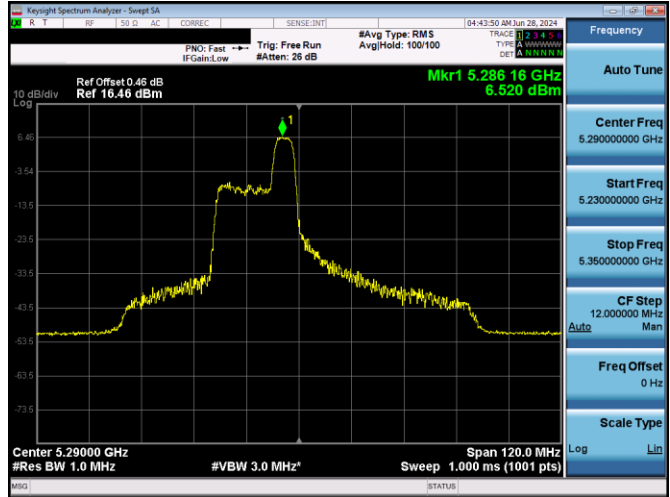 Keysight Spectrum Analyzer - Swept SA
R T RF 50 Ω AC CORREC SENSE:INT 04:43:50 AM Jun 28, 2024
#Avg Type: RMS
TRACE 1 2 3 4 5 6
PNO: Fast Trig: Free Run Avg|Hold: 100/100
TYPE A WWWWW
IFGain:Low #Atten: 26 dB
DET A N N N N N
Frequency
Auto Tune
Mkr1 5.286 16 GHz
6.520 dBm
Ref Offset 0.46 dB
10 dB/div Ref 16.46 dBm
Log
1
6.46
-3.54
-13.5
-23.5
-33.5
-43.5
-53.5
-63.5
-73.5
Center Freq
5.290000000 GHz
Start Freq
5.230000000 GHz
Stop Freq
5.350000000 GHz
CF Step
12.000000 MHz
Auto Man
Freq Offset
0 Hz
Scale Type
Log Lin
Center 5.29000 GHz Span 120.0 MHz
#Res BW 1.0 MHz #VBW 3.0 MHz* Sweep 1.000 ms (1001 pts)
MSG STATUS